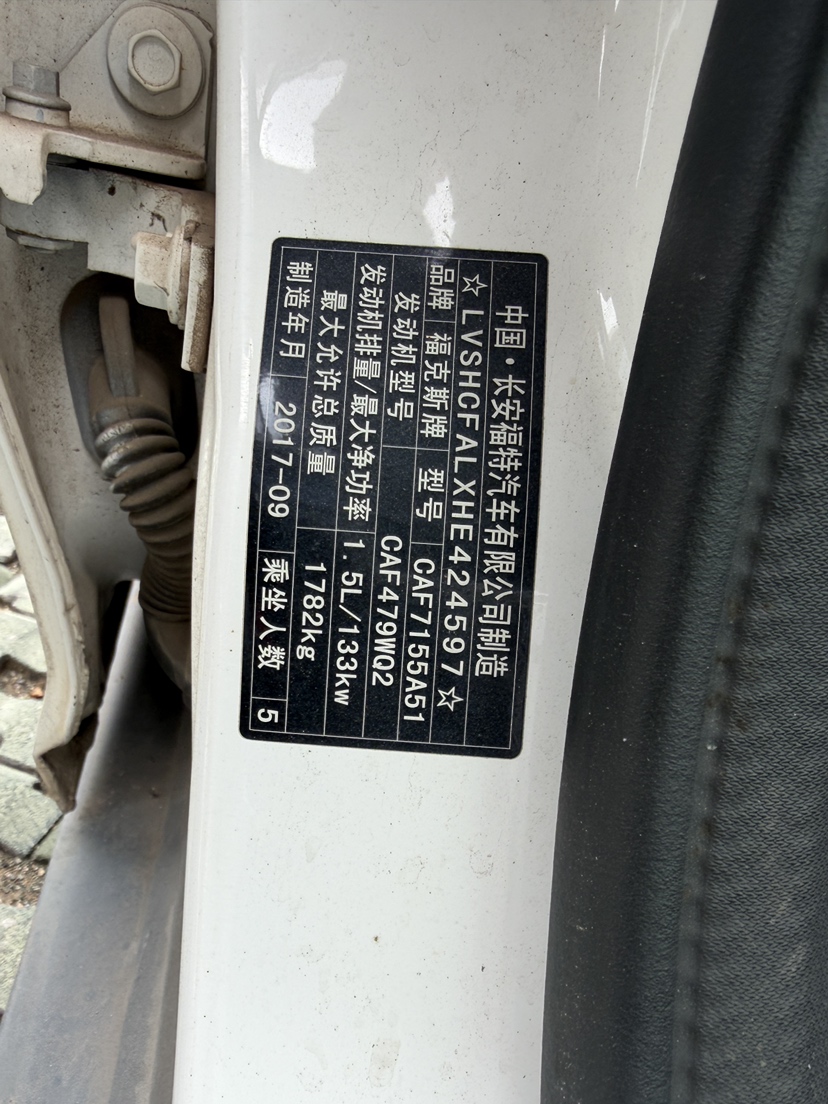 中国·长安福特汽车有限公司制造
☆LVSHCFALXHE424597☆
品牌 福克斯牌 型号 CAF7155A51
发动机型号 CAF479WQ2
发动机排量/最大净功率 1.5L/133kw
最大允许总质量 1782kg
制造年月 2017-09 乘坐人数 5